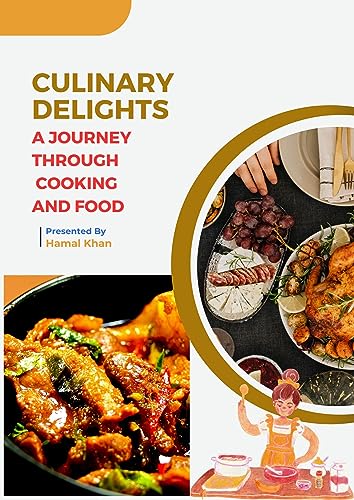 CULINARY
DELIGHTS
A JOURNEY
THROUGH
COOKING
AND FOOD
Presented By
Hamal Khan